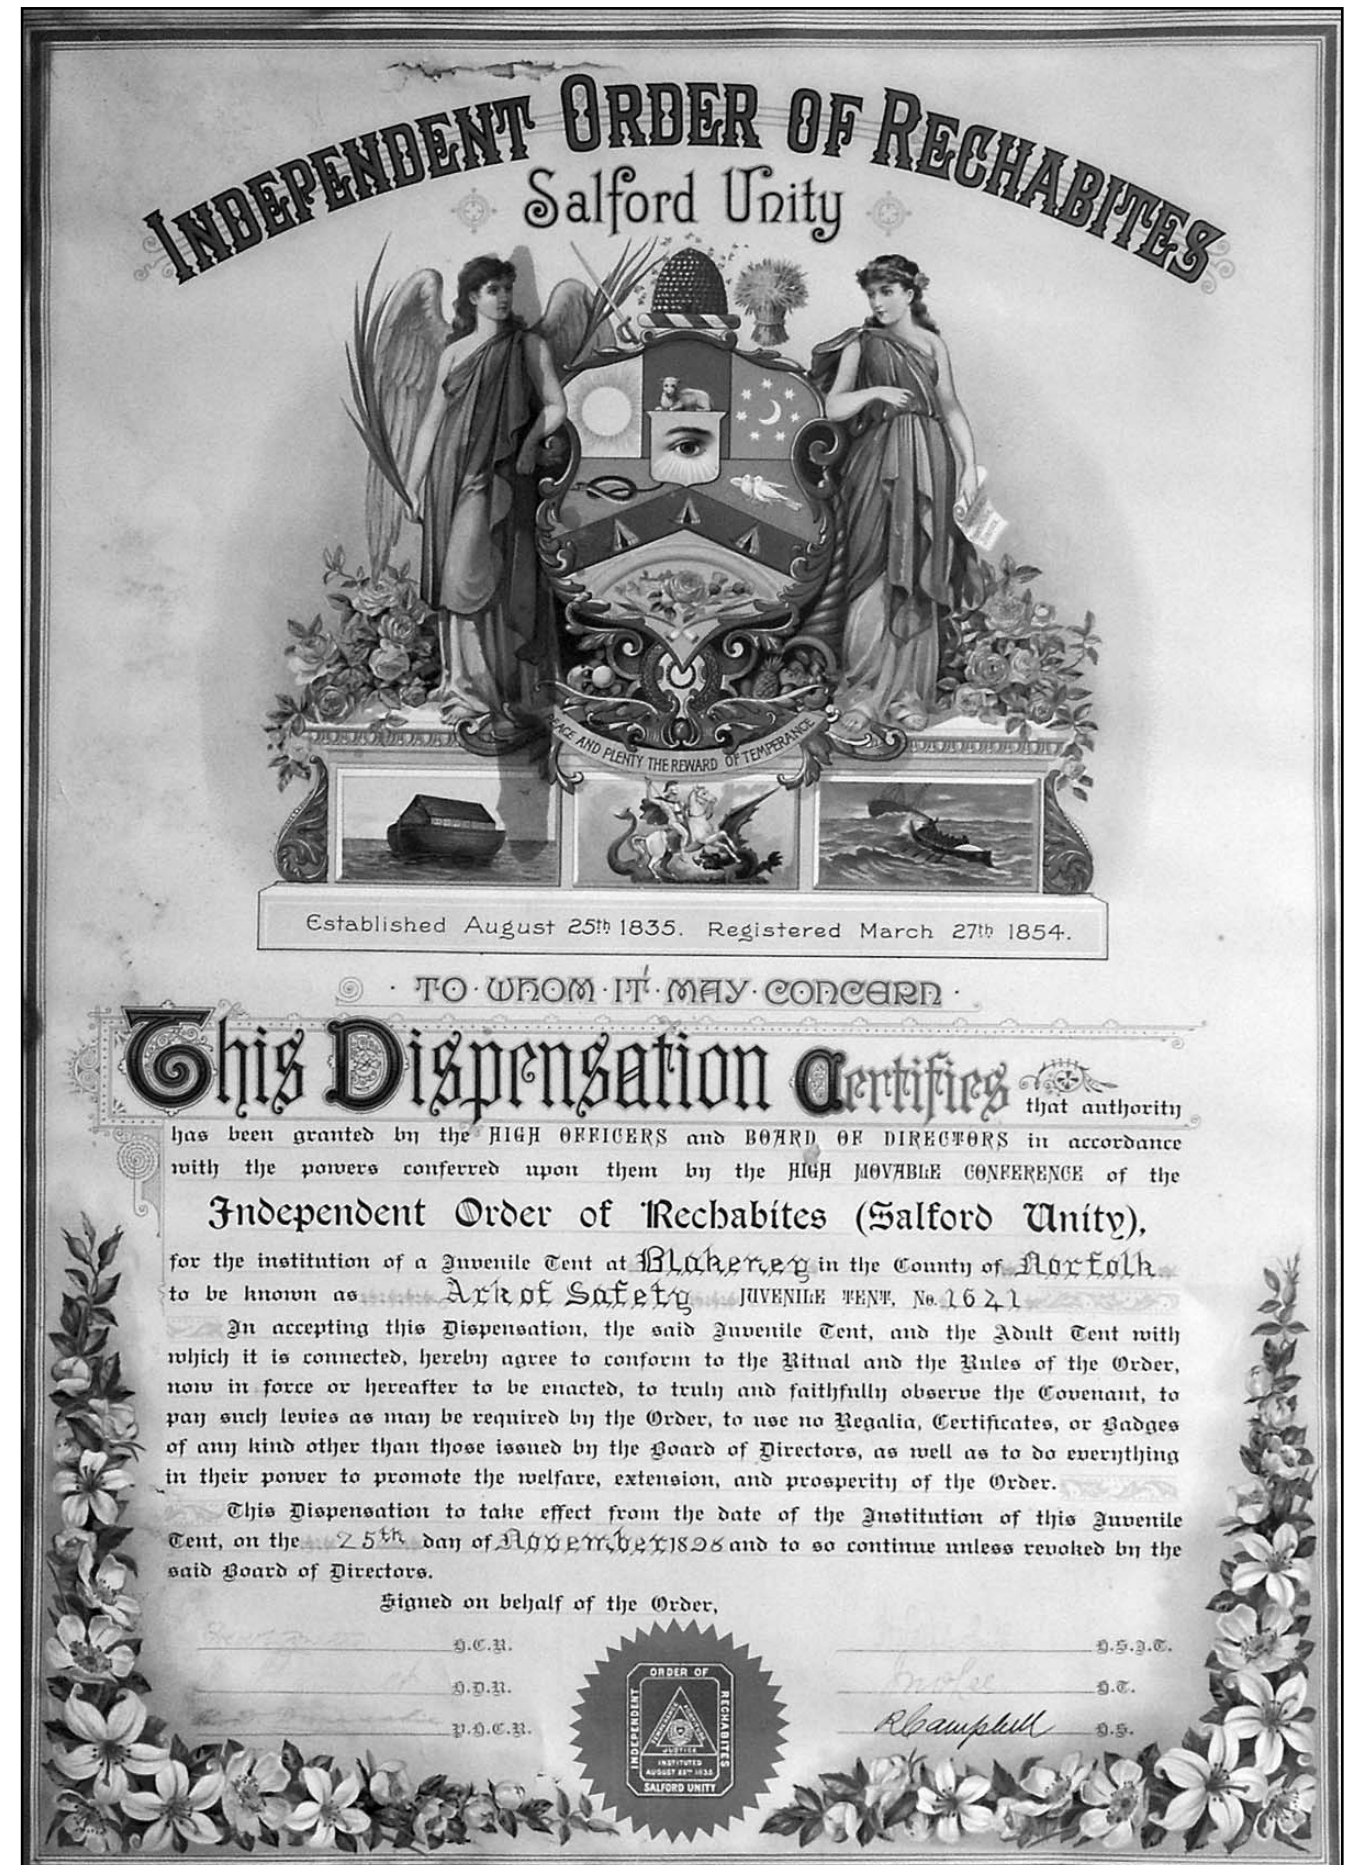 INDEPENDENT ORDER OF RECHABITES
Salford Unity
PEACE AND PLENTY THE REWARD OF TEMPERANCE
Established August 25th 1835. Registered March 27th 1854.
· TO · WHOM · IT · MAY · CONCERN ·
This Dispensation Certifies that authority
has been granted by the HIGH OFFICERS and BOARD OF DIRECTORS in accordance
with the powers conferred upon them by the HIGH MOVABLE CONFERENCE of the
Independent Order of Rechabites (Salford Unity),
for the institution of a Juvenile Tent at Blakeney in the County of Norfolk
to be known as Ark of Safety JUVENILE TENT, No. 1621
In accepting this Dispensation, the said Juvenile Tent, and the Adult Tent with
which it is connected, hereby agree to conform to the Ritual and the Rules of the Order,
now in force or hereafter to be enacted, to truly and faithfully observe the Covenant, to
pay such levies as may be required by the Order, to use no Regalia, Certificates, or Badges
of any kind other than those issued by the Board of Directors, as well as to do everything
in their power to promote the welfare, extension, and prosperity of the Order.
This Dispensation to take effect from the date of the Institution of this Juvenile
Tent, on the 25th day of November 1896 and to so continue unless revoked by the
said Board of Directors.
Signed on behalf of the Order,
H.C.R.
H.S.J.T.
H.D.R.
H.T.
P.H.C.R.
RCampbell H.S.
ORDER OF
INDEPENDENT
RECHABITES
JUSTICE
INSTITUTED
AUGUST 25TH 1835
SALFORD UNITY